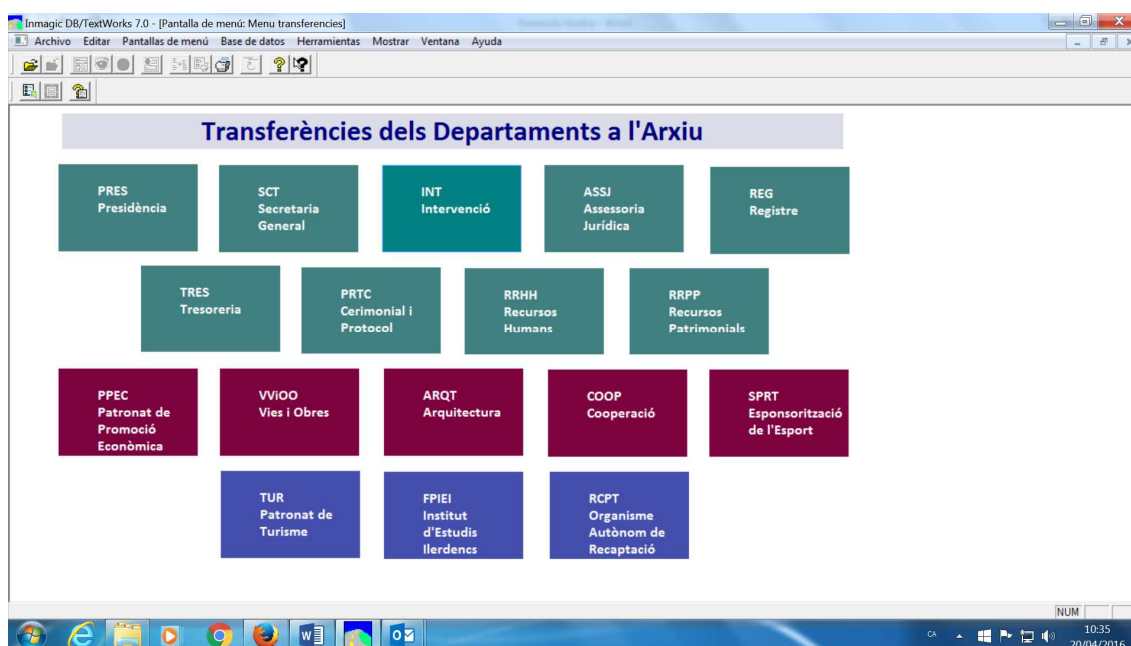 Inmagic DB/TextWorks 7.0 - [Pantalla de menú: Menu transferencies]
Archivo Editar Pantallas de menú Base de datos Herramientas Mostrar Ventana Ayuda
Transferències dels Departaments a l'Arxiu
PRES
Presidència
SCT
Secretaria
General
INT
Intervenció
ASSJ
Assessoria
Jurídica
REG
Registre
TRES
Tresoreria
PRTC
Cerimonial i
Protocol
RRHH
Recursos
Humans
RRPP
Recursos
Patrimonials
PPEC
Patronat de
Promoció
Econòmica
VViOO
Vies i Obres
ARQT
Arquitectura
COOP
Cooperació
SPRT
Esponsorització
de l'Esport
TUR
Patronat de
Turisme
FPIEI
Institut
d'Estudis
Ilerdencs
RCPT
Organisme
Autònom de
Recaptació
NUM
CA
10:35
20/04/2016